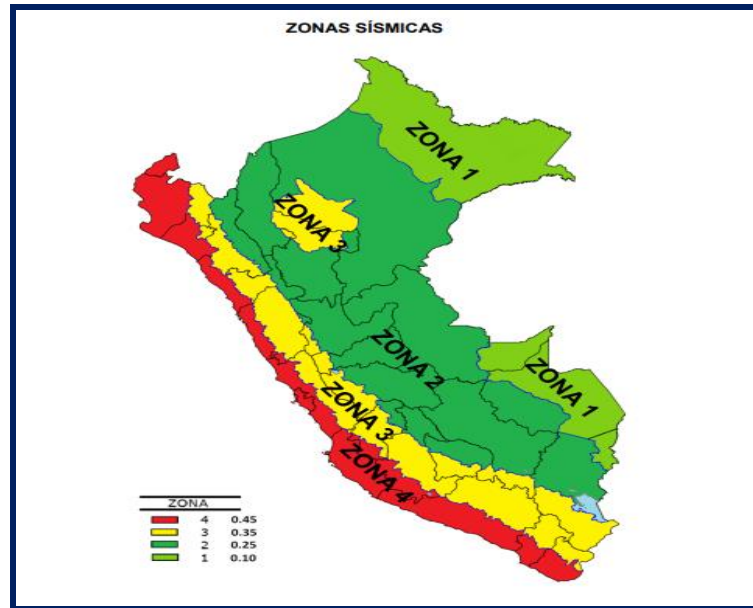 ZONAS SÍSMICAS
ZONA 1
ZONA 3
ZONA 2
ZONA 1
ZONA 3
ZONA 4
ZONA
4 0.45
3 0.35
2 0.25
1 0.10